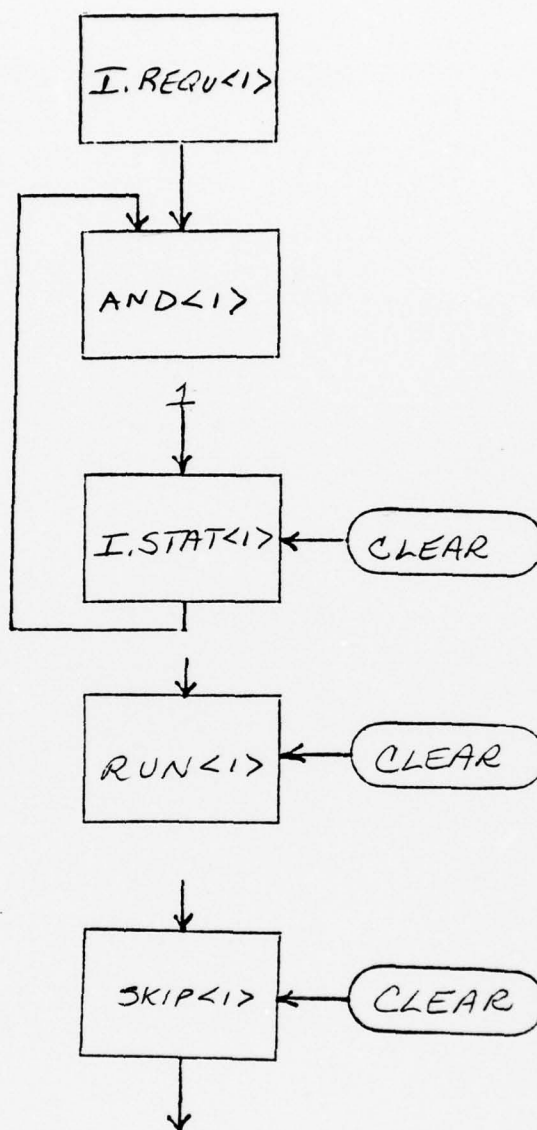 I.REQU<1>
AND<1>
1
I.STAT<1>
CLEAR
RUN<1>
CLEAR
SKIP<1>
CLEAR